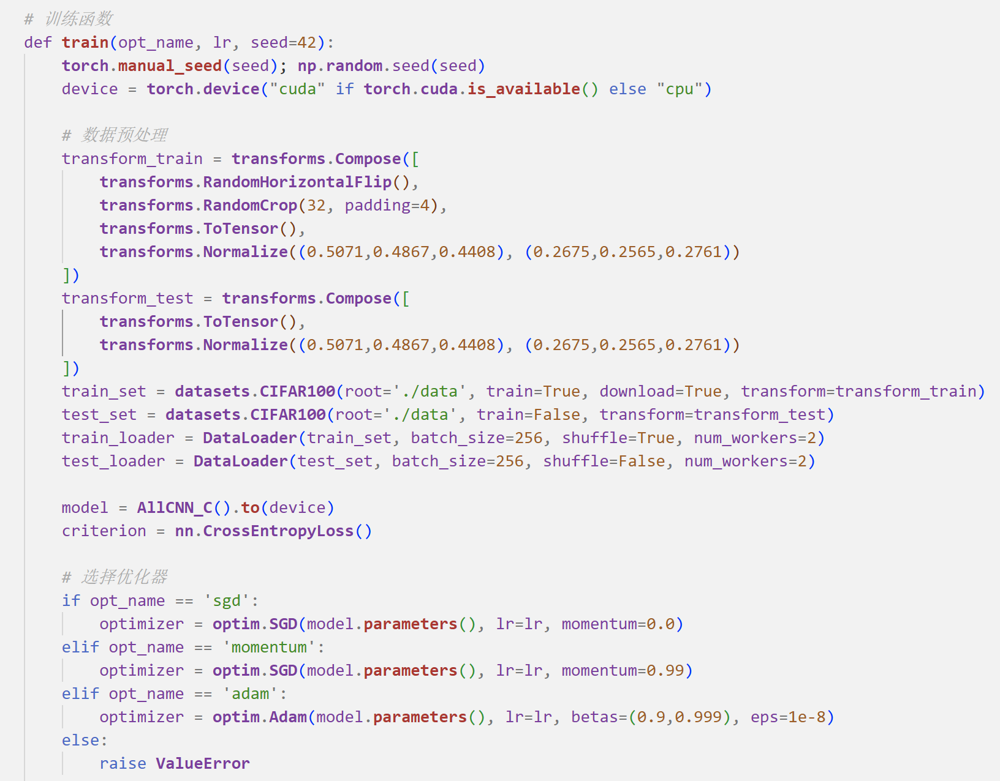 # 训练函数
def train(opt_name, lr, seed=42):
    torch.manual_seed(seed); np.random.seed(seed)
    device = torch.device("cuda" if torch.cuda.is_available() else "cpu")
    # 数据预处理
    transform_train = transforms.Compose([
        transforms.RandomHorizontalFlip(),
        transforms.RandomCrop(32, padding=4),
        transforms.ToTensor(),
        transforms.Normalize((0.5071,0.4867,0.4408), (0.2675,0.2565,0.2761))
    ])
    transform_test = transforms.Compose([
        transforms.ToTensor(),
        transforms.Normalize((0.5071,0.4867,0.4408), (0.2675,0.2565,0.2761))
    ])
    train_set = datasets.CIFAR100(root='./data', train=True, download=True, transform=transform_train)
    test_set = datasets.CIFAR100(root='./data', train=False, transform=transform_test)
    train_loader = DataLoader(train_set, batch_size=256, shuffle=True, num_workers=2)
    test_loader = DataLoader(test_set, batch_size=256, shuffle=False, num_workers=2)
    model = AllCNN_C().to(device)
    criterion = nn.CrossEntropyLoss()
    # 选择优化器
    if opt_name == 'sgd':
        optimizer = optim.SGD(model.parameters(), lr=lr, momentum=0.0)
    elif opt_name == 'momentum':
        optimizer = optim.SGD(model.parameters(), lr=lr, momentum=0.99)
    elif opt_name == 'adam':
        optimizer = optim.Adam(model.parameters(), lr=lr, betas=(0.9,0.999), eps=1e-8)
    else:
        raise ValueError